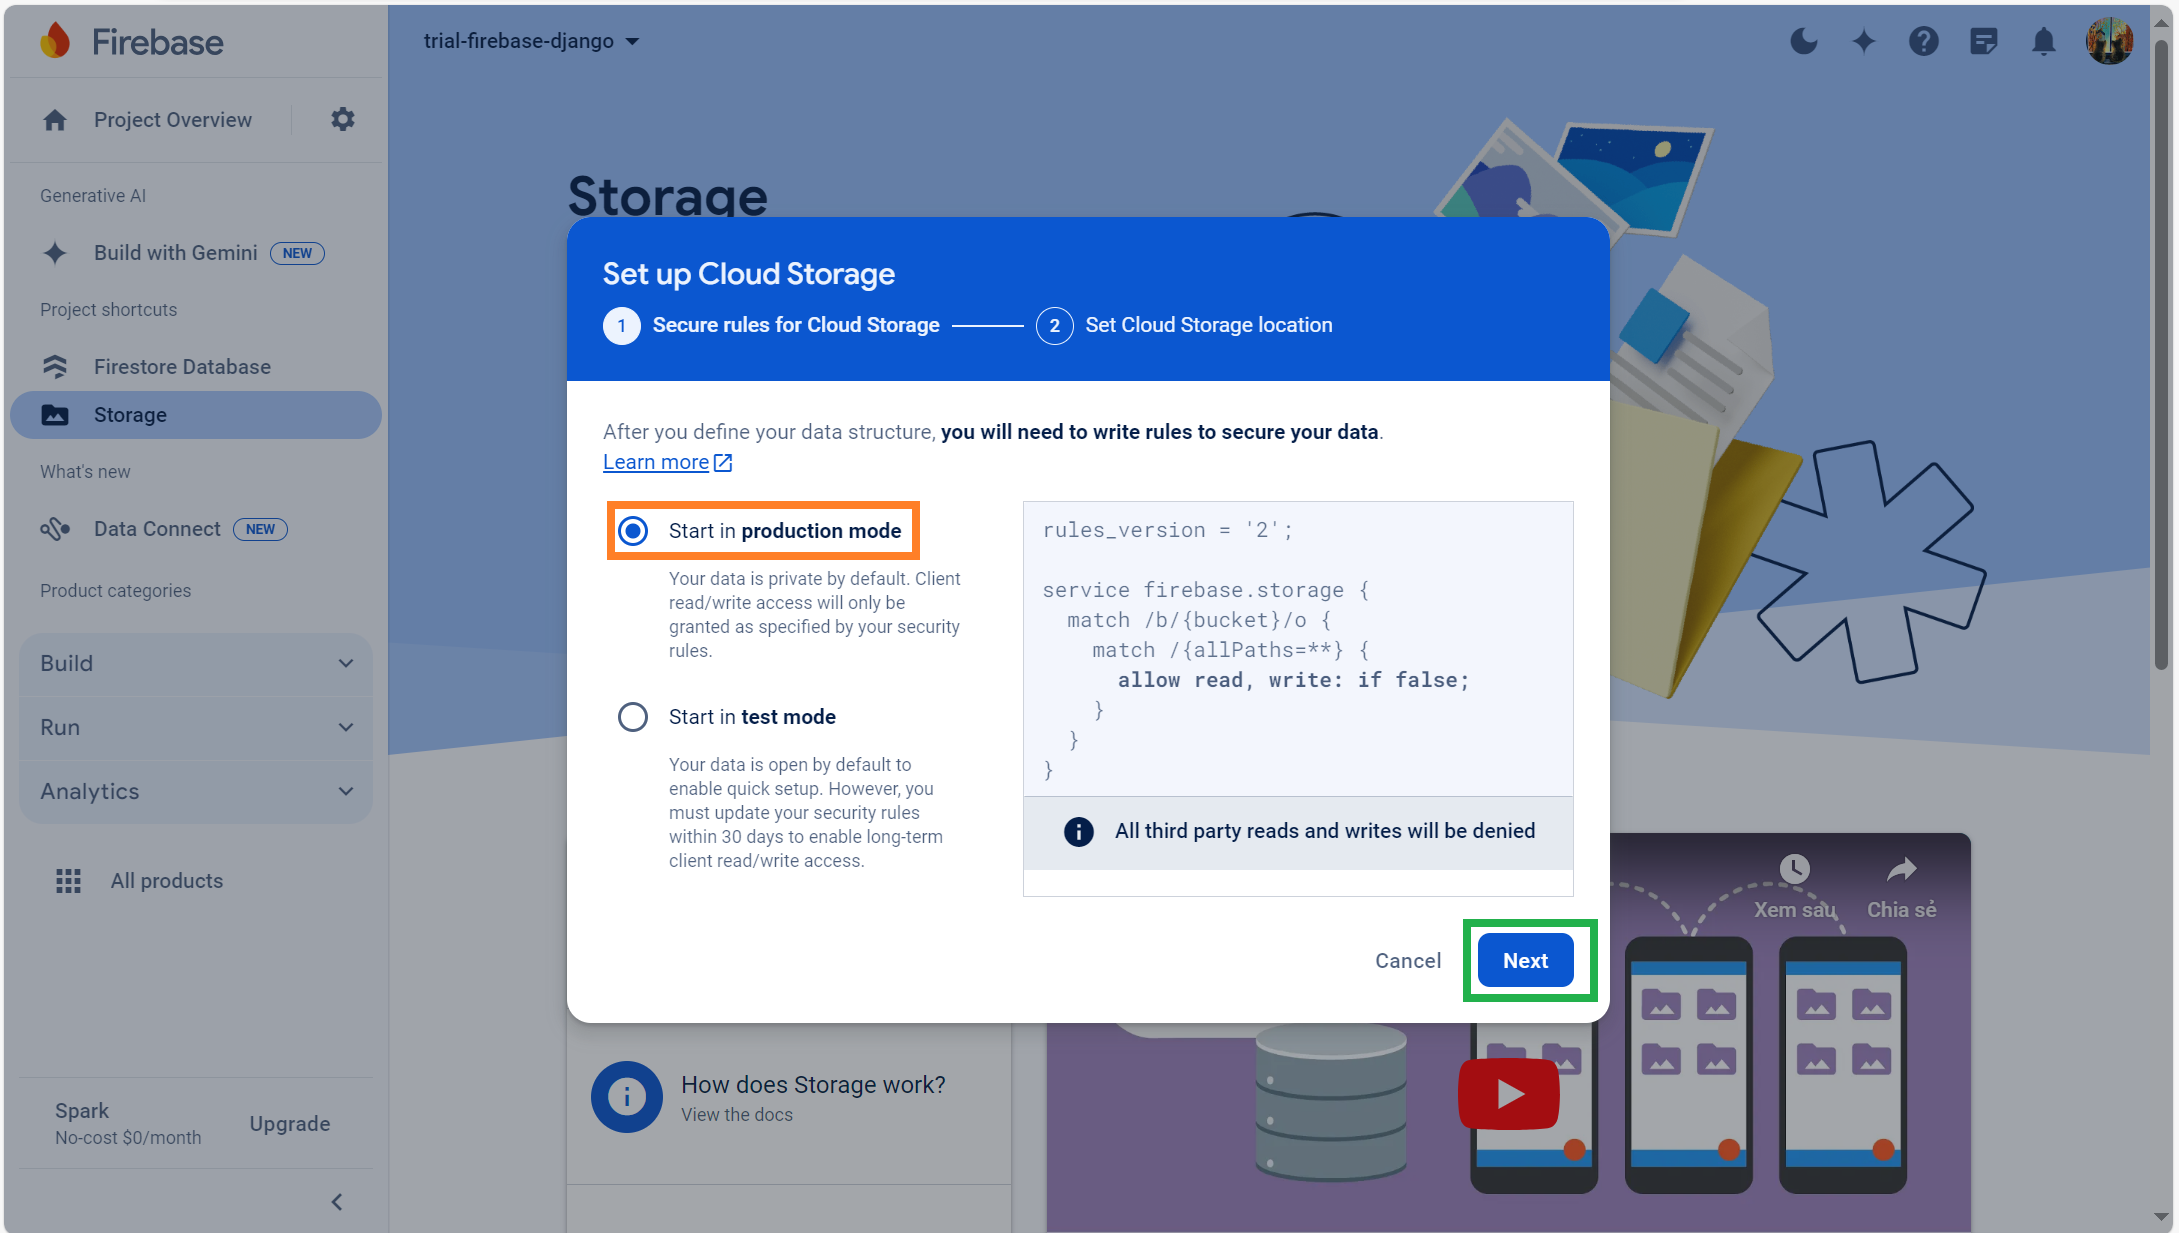 Firebase
trial-firebase-django
Project Overview
Generative AI
Build with Gemini NEW
Project shortcuts
Firestore Database
Storage
What's new
Data Connect NEW
Product categories
Build
Run
Analytics
All products
Spark
No-cost $0/month
Upgrade
Storage
Set up Cloud Storage
1 Secure rules for Cloud Storage
2 Set Cloud Storage location
After you define your data structure, you will need to write rules to secure your data.
Learn more
Start in production mode
Your data is private by default. Client
read/write access will only be
granted as specified by your security
rules.
Start in test mode
Your data is open by default to
enable quick setup. However, you
must update your security rules
within 30 days to enable long-term
client read/write access.
rules_version = '2';
service firebase.storage {
match /b/{bucket}/o {
match /{allPaths=**} {
allow read, write: if false;
}
}
}
All third party reads and writes will be denied
Cancel
Next
Xem sau
Chia sẻ
How does Storage work?
View the docs